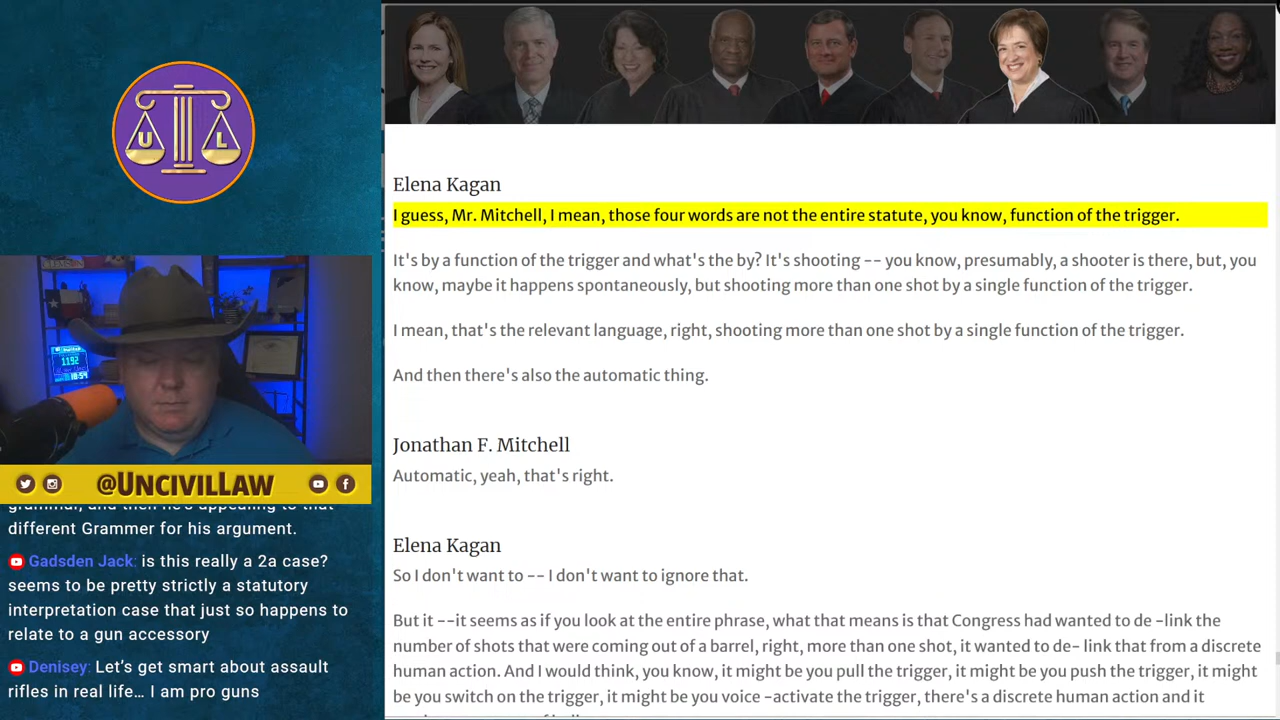 U L
1192
18:54
@UNCIVILLAW
grammar, and then he's appealing to that
different Grammer for his argument.
Gadsden Jack: is this really a 2a case?
seems to be pretty strictly a statutory
interpretation case that just so happens to
relate to a gun accessory
Denisey: Let's get smart about assault
rifles in real life… I am pro guns
Elena Kagan
I guess, Mr. Mitchell, I mean, those four words are not the entire statute, you know, function of the trigger.
It's by a function of the trigger and what's the by? It's shooting -- you know, presumably, a shooter is there, but, you
know, maybe it happens spontaneously, but shooting more than one shot by a single function of the trigger.
I mean, that's the relevant language, right, shooting more than one shot by a single function of the trigger.
And then there's also the automatic thing.
Jonathan F. Mitchell
Automatic, yeah, that's right.
Elena Kagan
So I don't want to -- I don't want to ignore that.
But it --it seems as if you look at the entire phrase, what that means is that Congress had wanted to de -link the
number of shots that were coming out of a barrel, right, more than one shot, it wanted to de- link that from a discrete
human action. And I would think, you know, it might be you pull the trigger, it might be you push the trigger, it might
be you switch on the trigger, it might be you voice -activate the trigger, there's a discrete human action and it